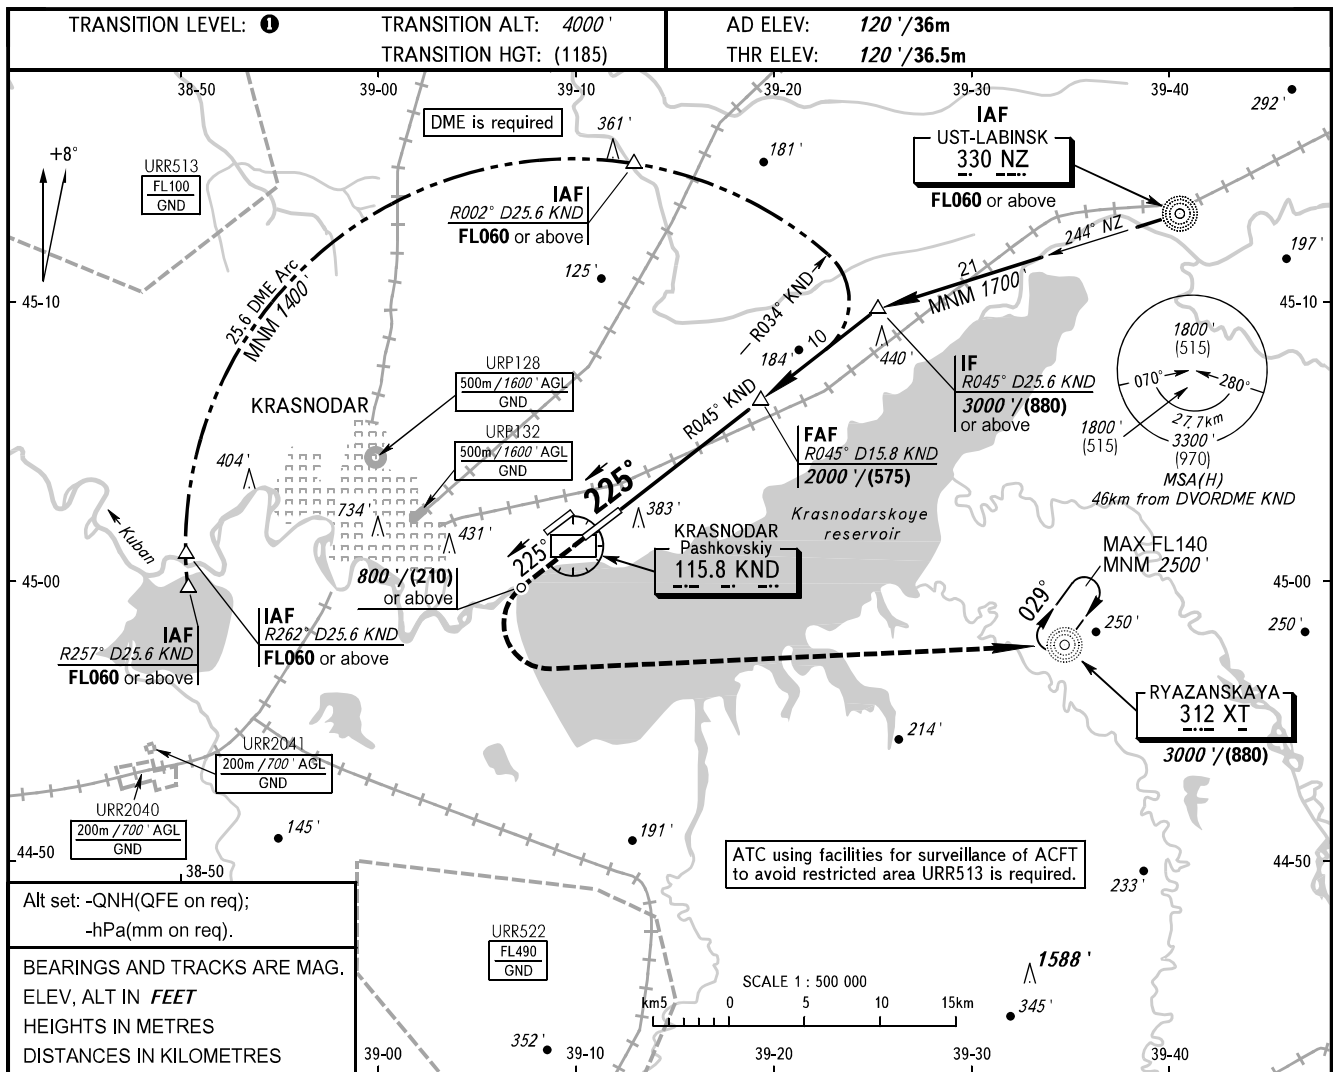 TRANSITION LEVEL: ❶
TRANSITION ALT: 4000'
TRANSITION HGT: (1185)
AD ELEV: 120'/36m
THR ELEV: 120'/36.5m
38-50
39-00
39-10
39-20
39-30
39-40
292'
+8°
URR513
FL100
GND
DME is required
361'
181'
IAF
UST-LABINSK
330 NZ
FL060 or above
IAF
R002° D25.6 KND
FL060 or above
244° NZ
197'
125'
21
MNM 1700'
45-10
45-10
25.6 DME Arc
MNM 1400'
R034° KND
184'
10
440'
1800'
(515)
070°
280°
27.7km
3300'
(970)
1800'
(515)
MSA(H)
46km from DVORDME KND
IF
R045° D25.6 KND
3000'/(880)
or above
URP128
500m/1600' AGL
GND
KRASNODAR
URP132
500m/1600' AGL
GND
R045° KND
FAF
R045° D15.8 KND
2000'/(575)
404'
734'
431'
383'
225°
225°
Krasnodarskoye
reservoir
KRASNODAR
Pashkovskiy
115.8 KND
Kuban
800'/(210)
or above
MAX FL140
MNM 2500'
029°
250'
250'
45-00
45-00
IAF
R257° D25.6 KND
FL060 or above
IAF
R262° D25.6 KND
FL060 or above
RYAZANSKAYA
312 XT
3000'/(880)
214'
URR2041
200m/700' AGL
GND
URR2040
200m/700' AGL
GND
145'
191'
44-50
44-50
38-50
ATC using facilities for surveillance of ACFT
to avoid restricted area URR513 is required.
233'
Alt set: -QNH(QFE on req);
-hPa(mm on req).
URR522
FL490
GND
BEARINGS AND TRACKS ARE MAG.
ELEV, ALT IN FEET
HEIGHTS IN METRES
DISTANCES IN KILOMETRES
SCALE 1 : 500 000
km5 0 5 10 15km
1588'
345'
352'
39-00
39-10
39-20
39-30
39-40